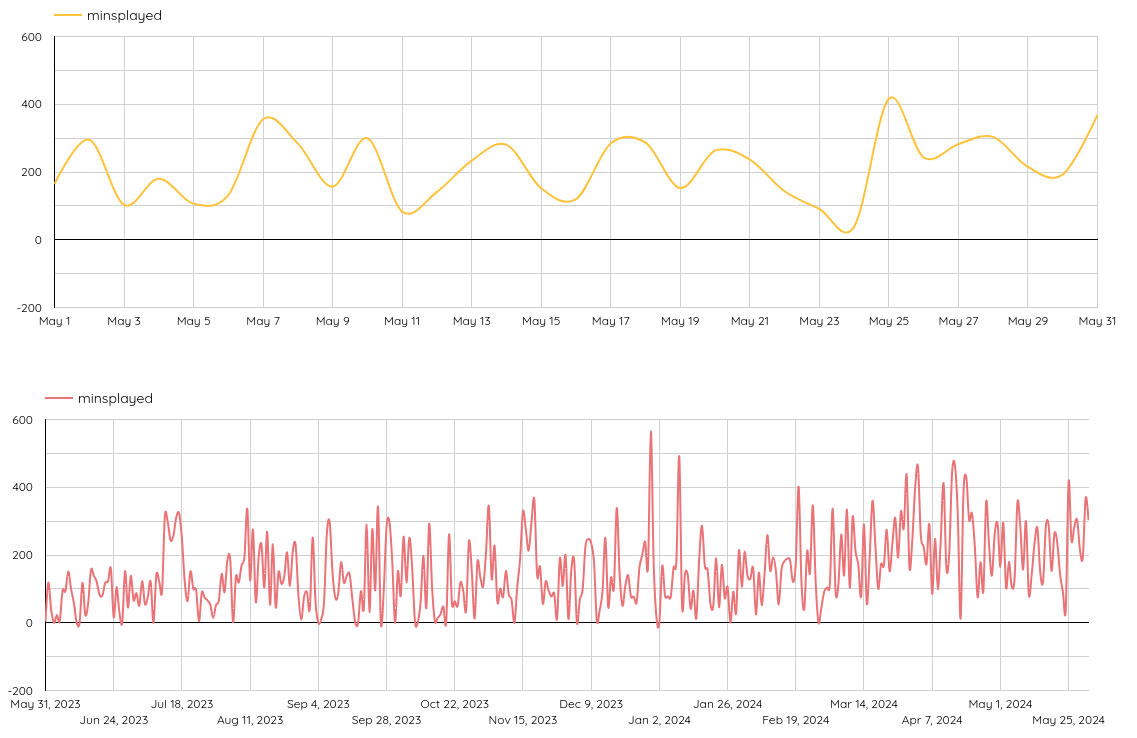 minsplayed
600
400
200
0
-200
May 1 May 3 May 5 May 7 May 9 May 11 May 13 May 15 May 17 May 19 May 21 May 23 May 25 May 27 May 29 May 31
minsplayed
600
400
200
0
-200
May 31, 2023 Jul 18, 2023 Sep 4, 2023 Oct 22, 2023 Dec 9, 2023 Jan 26, 2024 Mar 14, 2024 May 1, 2024
Jun 24, 2023 Aug 11, 2023 Sep 28, 2023 Nov 15, 2023 Jan 2, 2024 Feb 19, 2024 Apr 7, 2024 May 25, 2024